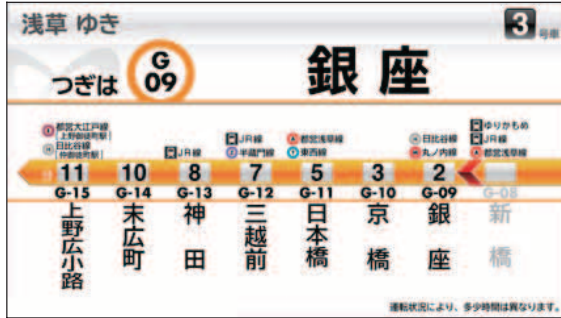 浅草 ゆき
3 号車
つぎは
G
09
銀座
都営大江戸線
[上野御徒町駅]
日比谷線
[仲御徒町駅]
JR線
JR線
半蔵門線
都営浅草線
東西線
日比谷線
丸ノ内線
ゆりかもめ
JR線
都営浅草線
分 11 10 8 7 5 3 2
G-15 G-14 G-13 G-12 G-11 G-10 G-09 G-08
上野広小路
末広町
神田
三越前
日本橋
京橋
銀座
新橋
運転状況により、多少時間は異なります。